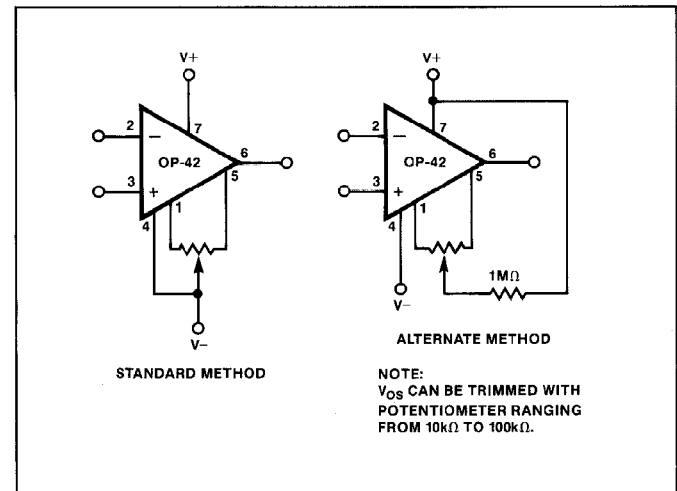 V+
2
7
OP-42
6
3
5
1
4
V−
STANDARD METHOD
V+
2
7
OP-42
6
3
5
1
4
1MΩ
V−
ALTERNATE METHOD
NOTE:
VOS CAN BE TRIMMED WITH
POTENTIOMETER RANGING
FROM 10kΩ TO 100kΩ.